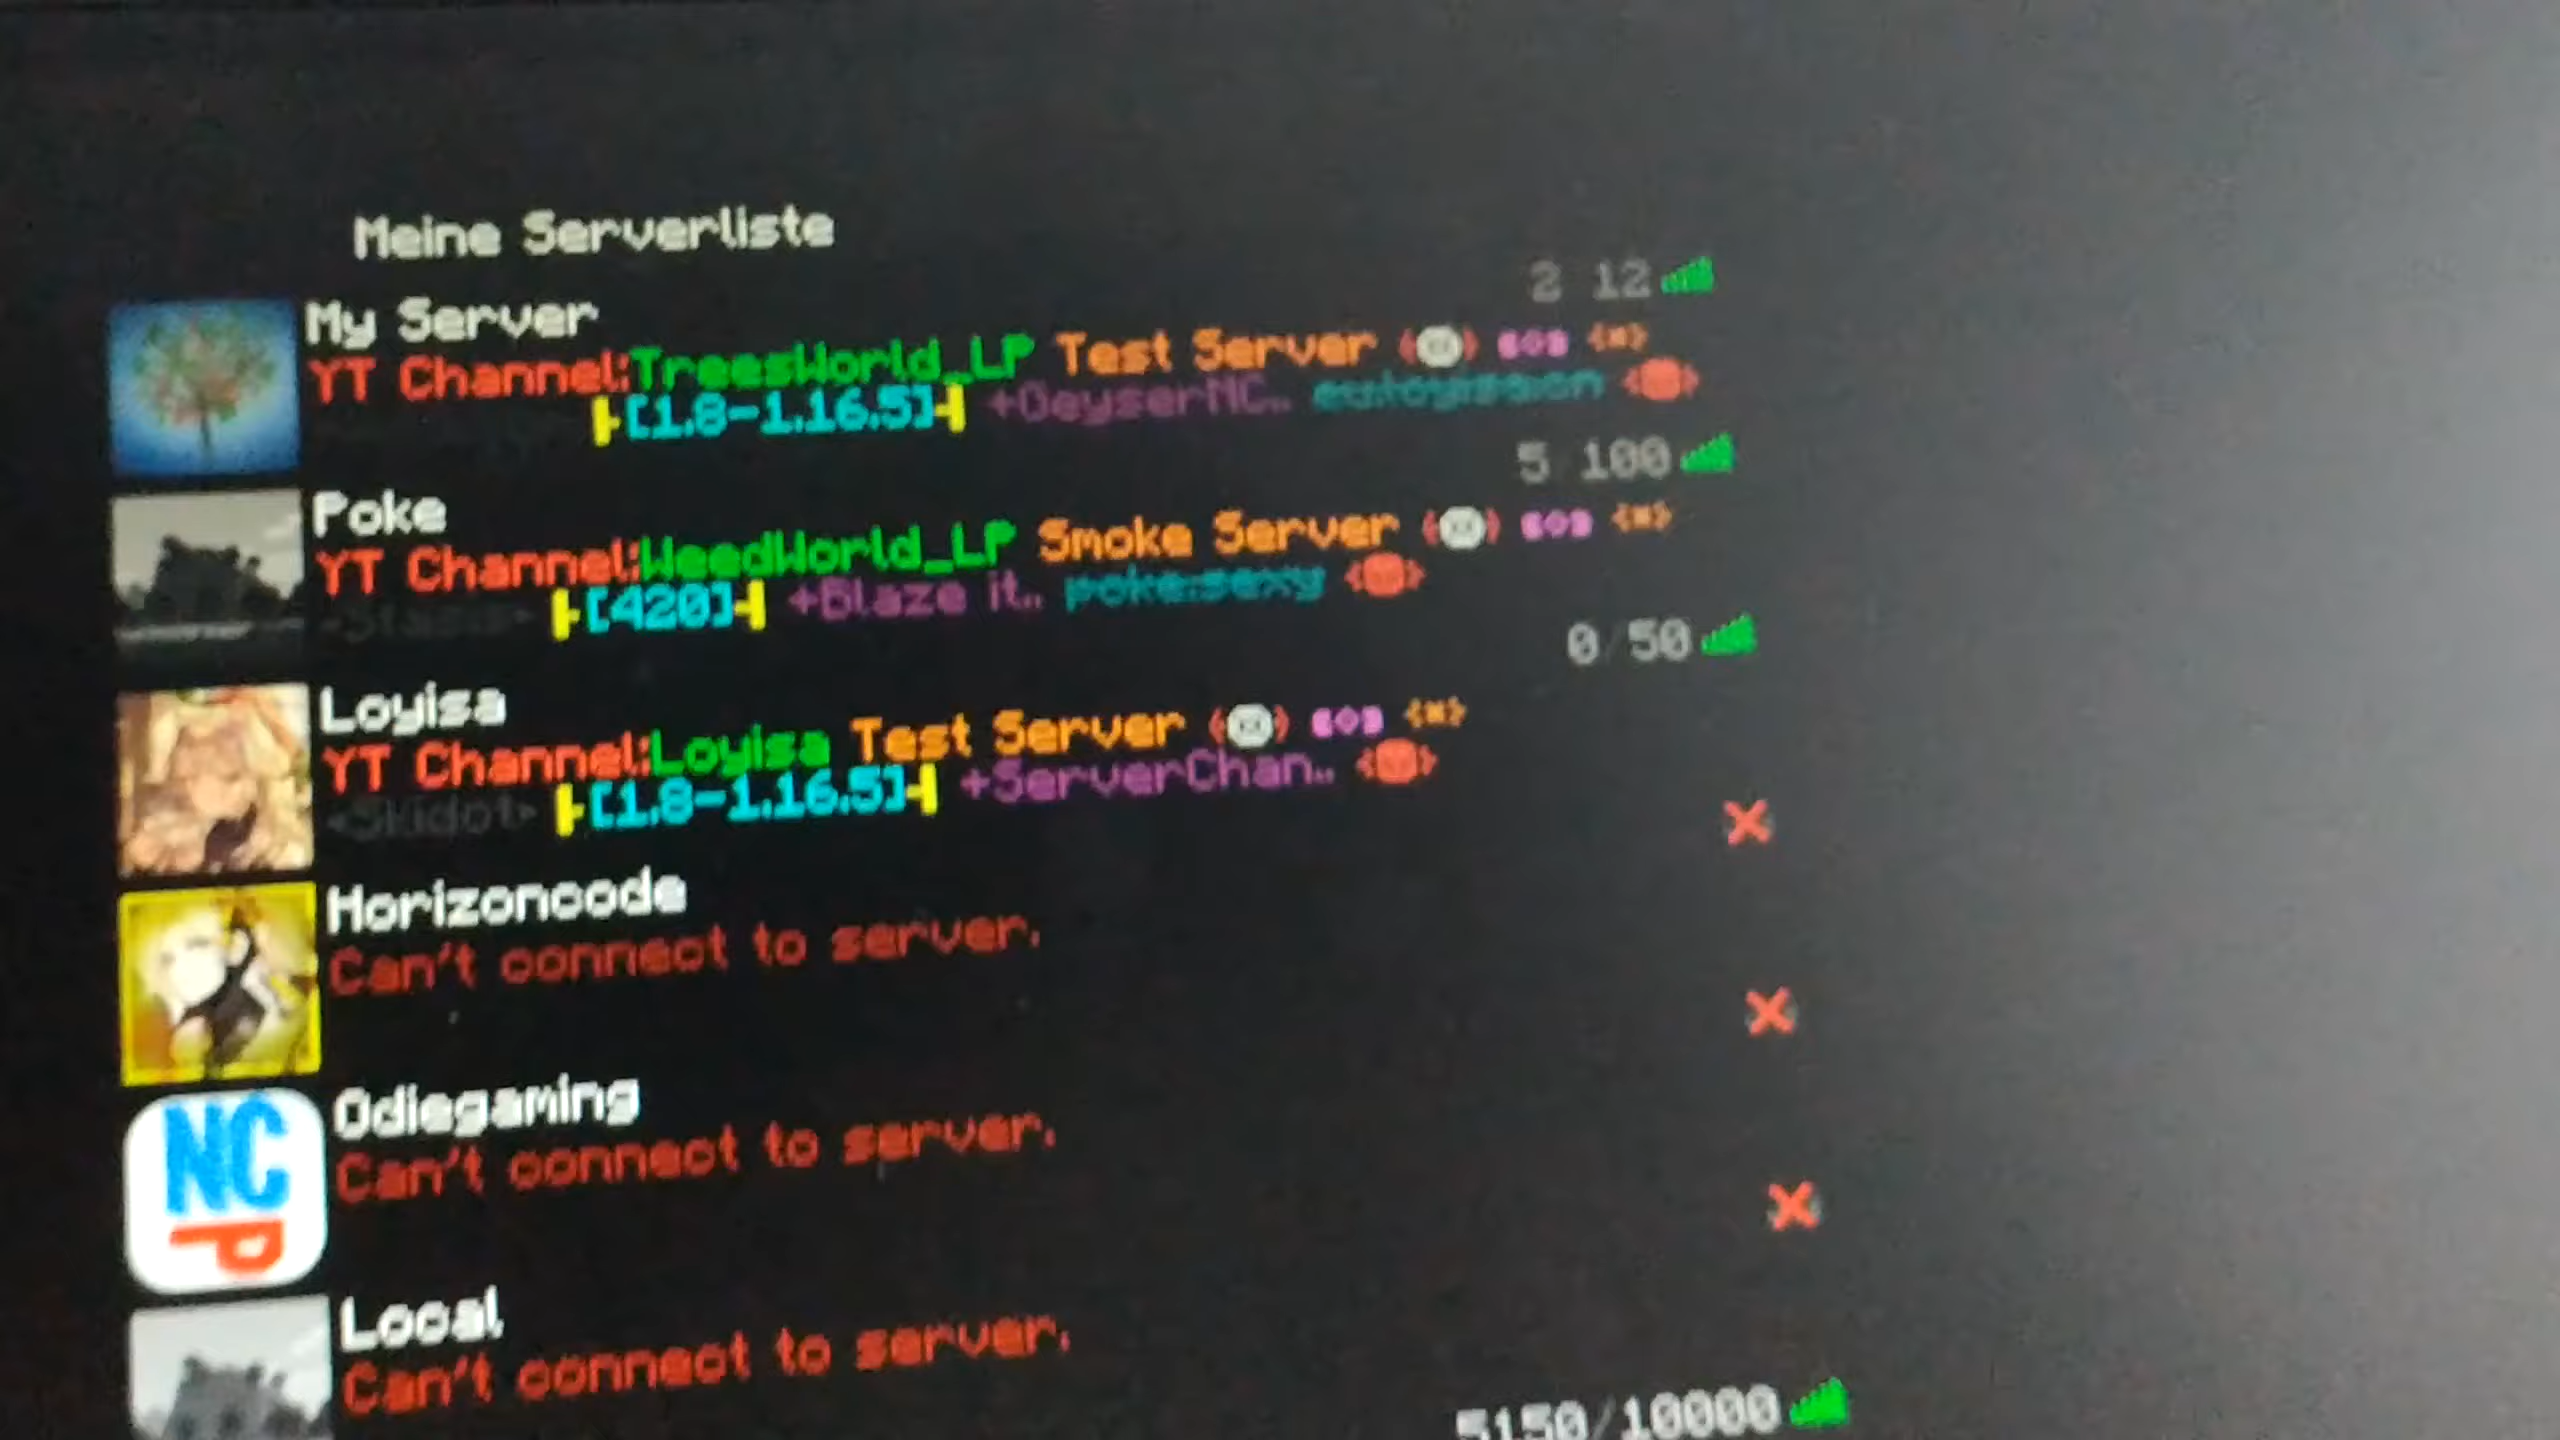 Meine Serverliste
My Server 2 12
YT Channel:TreesWorld_LP Test Server
[1.8-1.16.5] +GeyserMC..
Poke 5 100
YT Channel:WeedWorld_LP Smoke Server
[420] +Blaze it.. poke.sexy
Loyisa 0/50
YT Channel:Loyisa Test Server
<Skidot> [1.8-1.16.5] +ServerChan..
Horizoncode
Can't connect to server.
Odiegaming
Can't connect to server.
NC
P
Local
Can't connect to server.
5150/10000